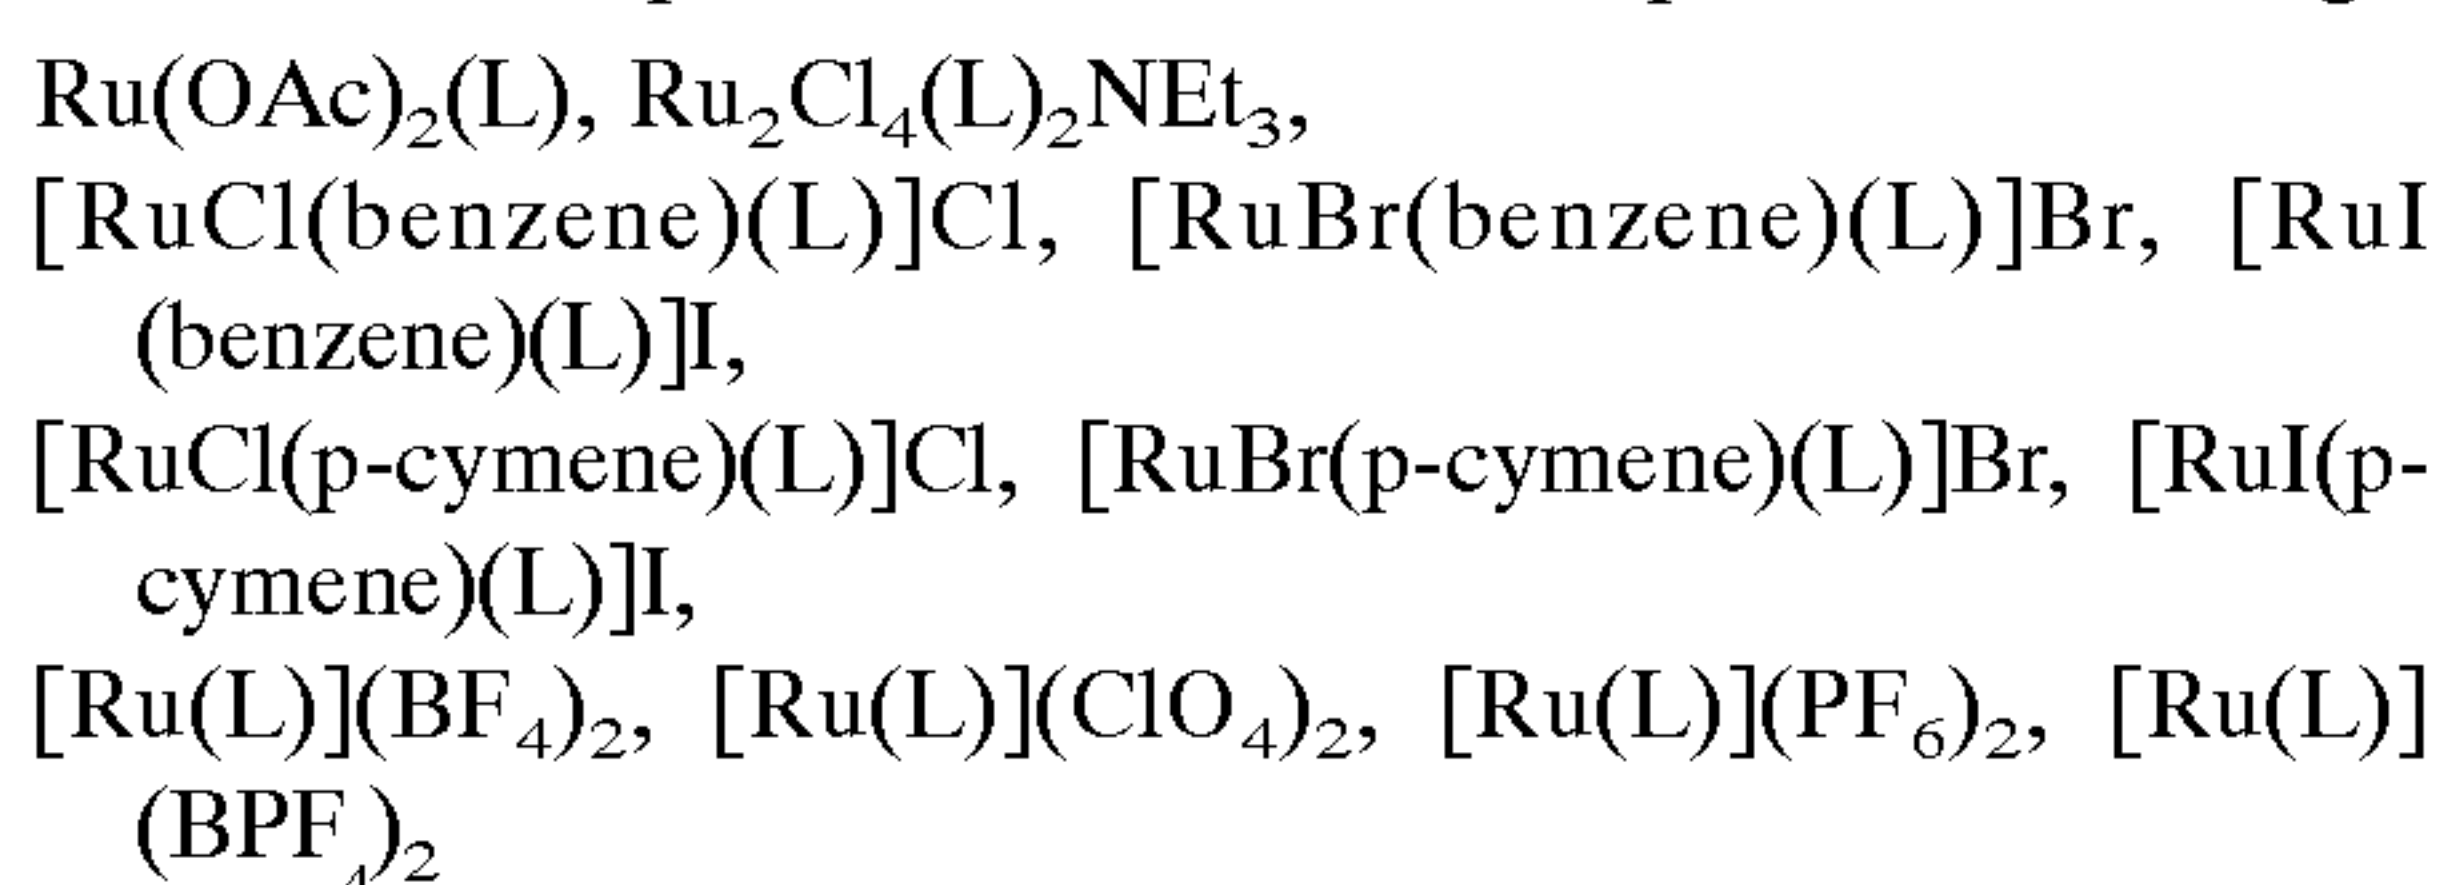 Ru(OAc)₂(L), Ru₂Cl₄(L)₂NEt₃,
[RuCl(benzene)(L)]Cl, [RuBr(benzene)(L)]Br, [RuI
(benzene)(L)]I,
[RuCl(p-cymene)(L)]Cl, [RuBr(p-cymene)(L)]Br, [RuI(p-
cymene)(L)]I,
[Ru(L)](BF₄)₂, [Ru(L)](ClO₄)₂, [Ru(L)](PF₆)₂, [Ru(L)]
(BPF₄)₂